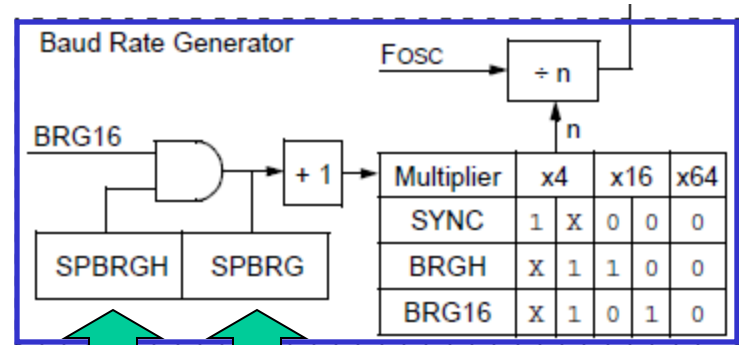 Baud Rate Generator
FOSC
÷ n
n
BRG16
+ 1
SPBRGH SPBRG
Multiplier x4 x16 x64
SYNC 1 X 0 0 0
BRGH X 1 1 0 0
BRG16 X 1 0 1 0